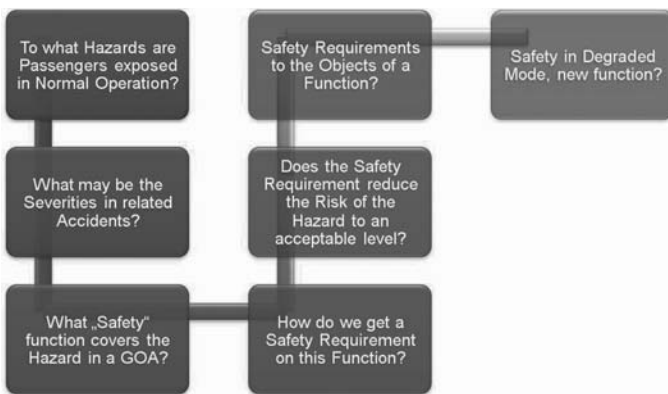 To what Hazards are
Passengers exposed
in Normal Operation?
What may be the
Severities in related
Accidents?
What „Safety“
function covers the
Hazard in a GOA?
How do we get a
Safety Requirement
on this Function?
Does the Safety
Requirement reduce
the Risk of the
Hazard to an
acceptable level?
Safety Requirements
to the Objects of a
Function?
Safety in Degraded
Mode, new function?